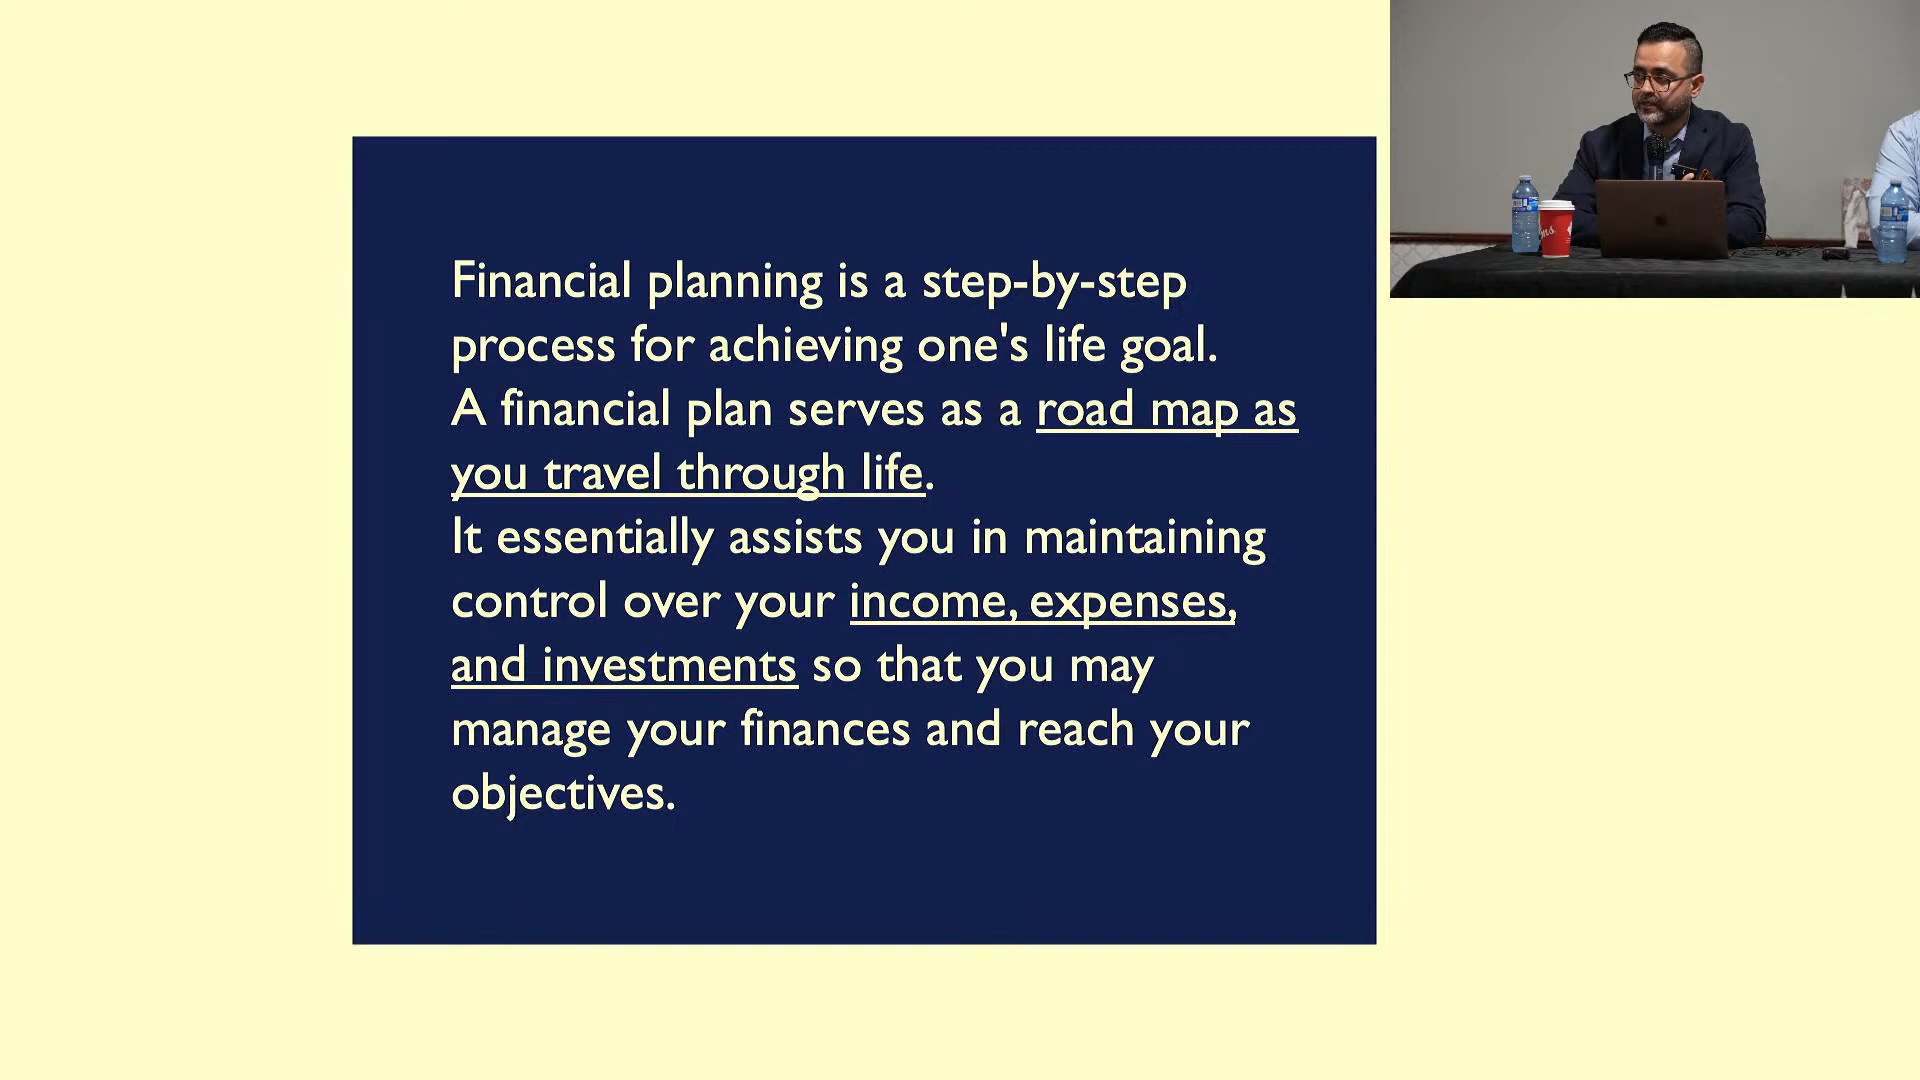 Financial planning is a step-by-step
process for achieving one's life goal.
A financial plan serves as a road map as
you travel through life.
It essentially assists you in maintaining
control over your income, expenses,
and investments so that you may
manage your finances and reach your
objectives.